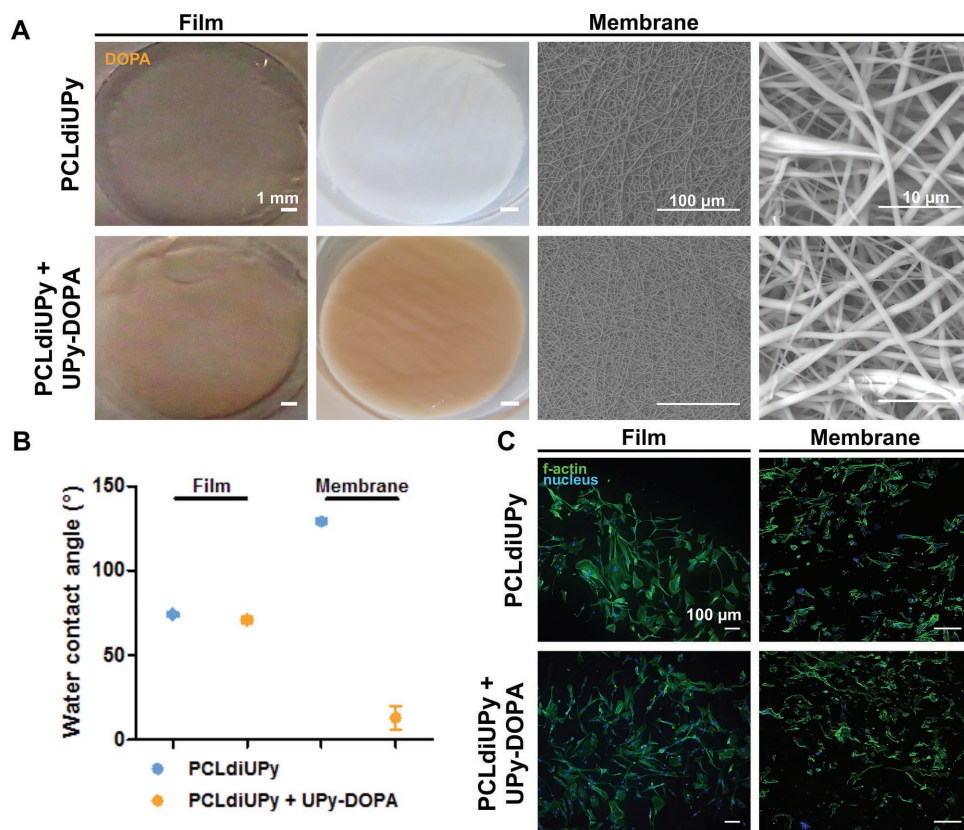 A
Film
Membrane
PCLdiUPy
DOPA
1 mm
100 µm
10 µm
PCLdiUPy +
UPy-DOPA
B
Water contact angle (°)
150
100
50
0
Film
Membrane
PCLdiUPy
PCLdiUPy + UPy-DOPA
C
Film
Membrane
PCLdiUPy
f-actin
nucleus
100 µm
PCLdiUPy +
UPy-DOPA